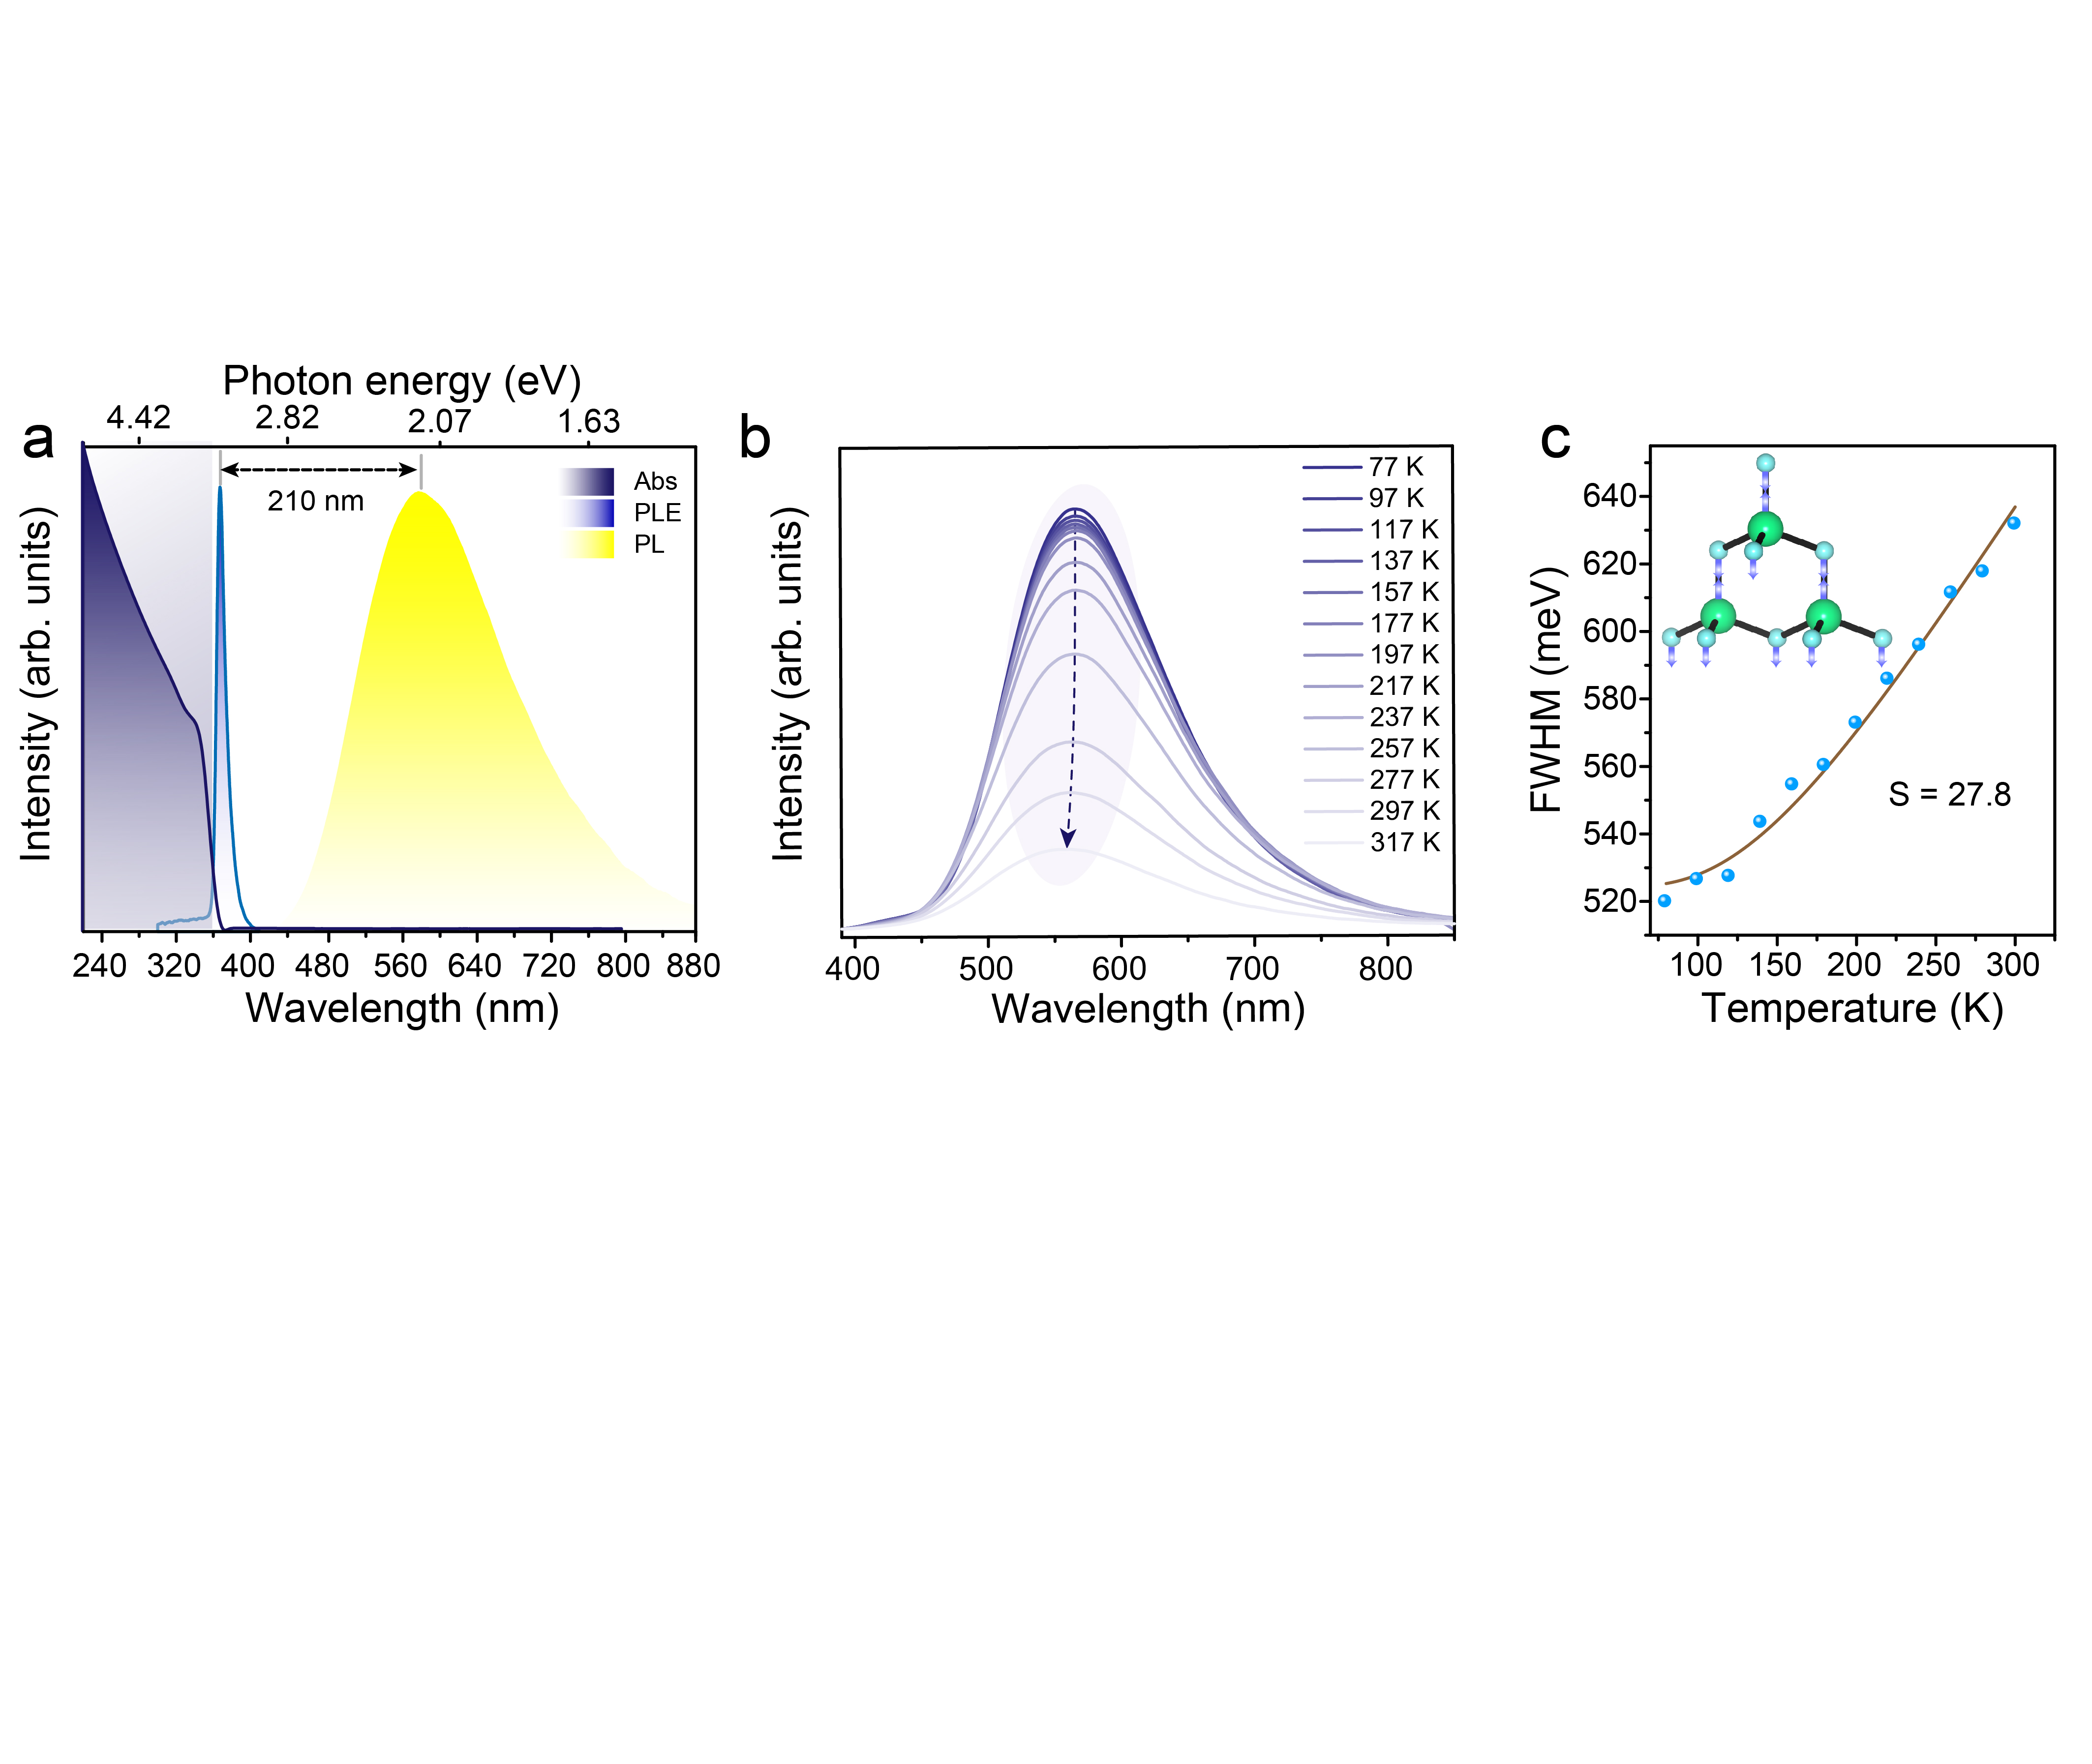 a
Photon energy (eV)
4.42 2.82 2.07 1.63
210 nm
Abs
PLE
PL
Intensity (arb. units)
240 320 400 480 560 640 720 800 880
Wavelength (nm)
b
77 K
97 K
117 K
137 K
157 K
177 K
197 K
217 K
237 K
257 K
277 K
297 K
317 K
Intensity (arb. units)
400 500 600 700 800
Wavelength (nm)
c
640
620
600
580
560
540
520
FWHM (meV)
S = 27.8
100 150 200 250 300
Temperature (K)